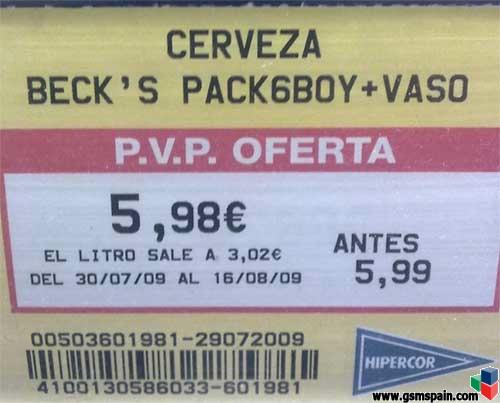 CERVEZA
BECK'S PACK6BOY+VASO
P.V.P. OFERTA
5,98€
EL LITRO SALE A 3,02€
DEL 30/07/09 AL 16/08/09
ANTES
5,99
00503601981-29072009
4100130586033-601981
HIPERCOR
www.gsmspain.com